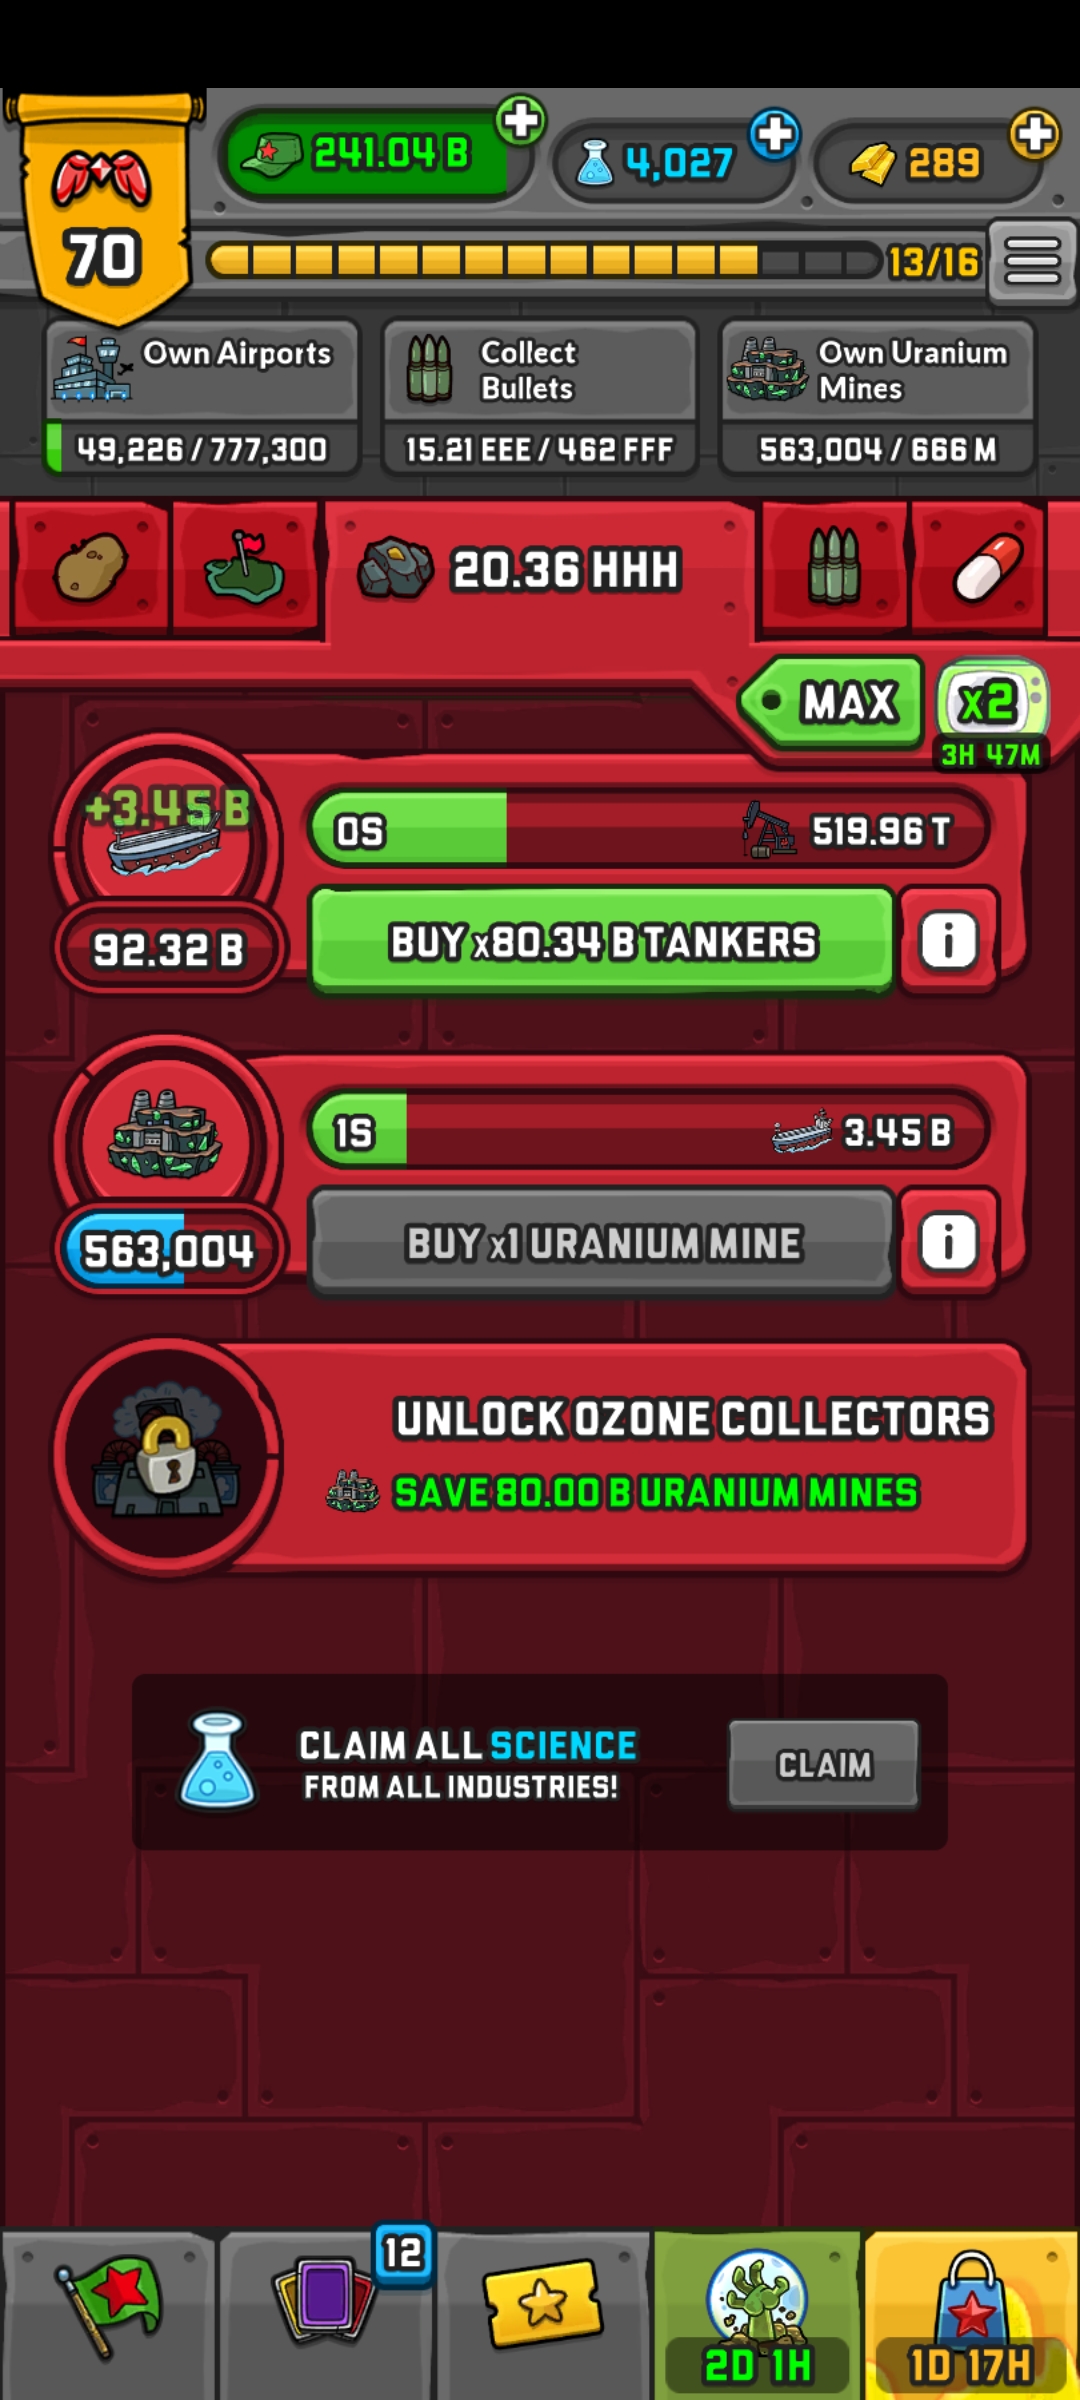 241.04 B
4,027
289
70
13/16
Own Airports
49,226 / 777,300
Collect
Bullets
15.21 EEE / 462 FFF
Own Uranium
Mines
563,004 / 666 M
20.36 HHH
MAX
x2
3H 47M
+3.45 B
0S
519.96 T
92.32 B
BUY x80.34 B TANKERS
i
1S
3.45 B
563,004
BUY x1 URANIUM MINE
i
UNLOCK OZONE COLLECTORS
SAVE 80.00 B URANIUM MINES
CLAIM ALL SCIENCE
FROM ALL INDUSTRIES!
CLAIM
12
2D 1H
1D 17H